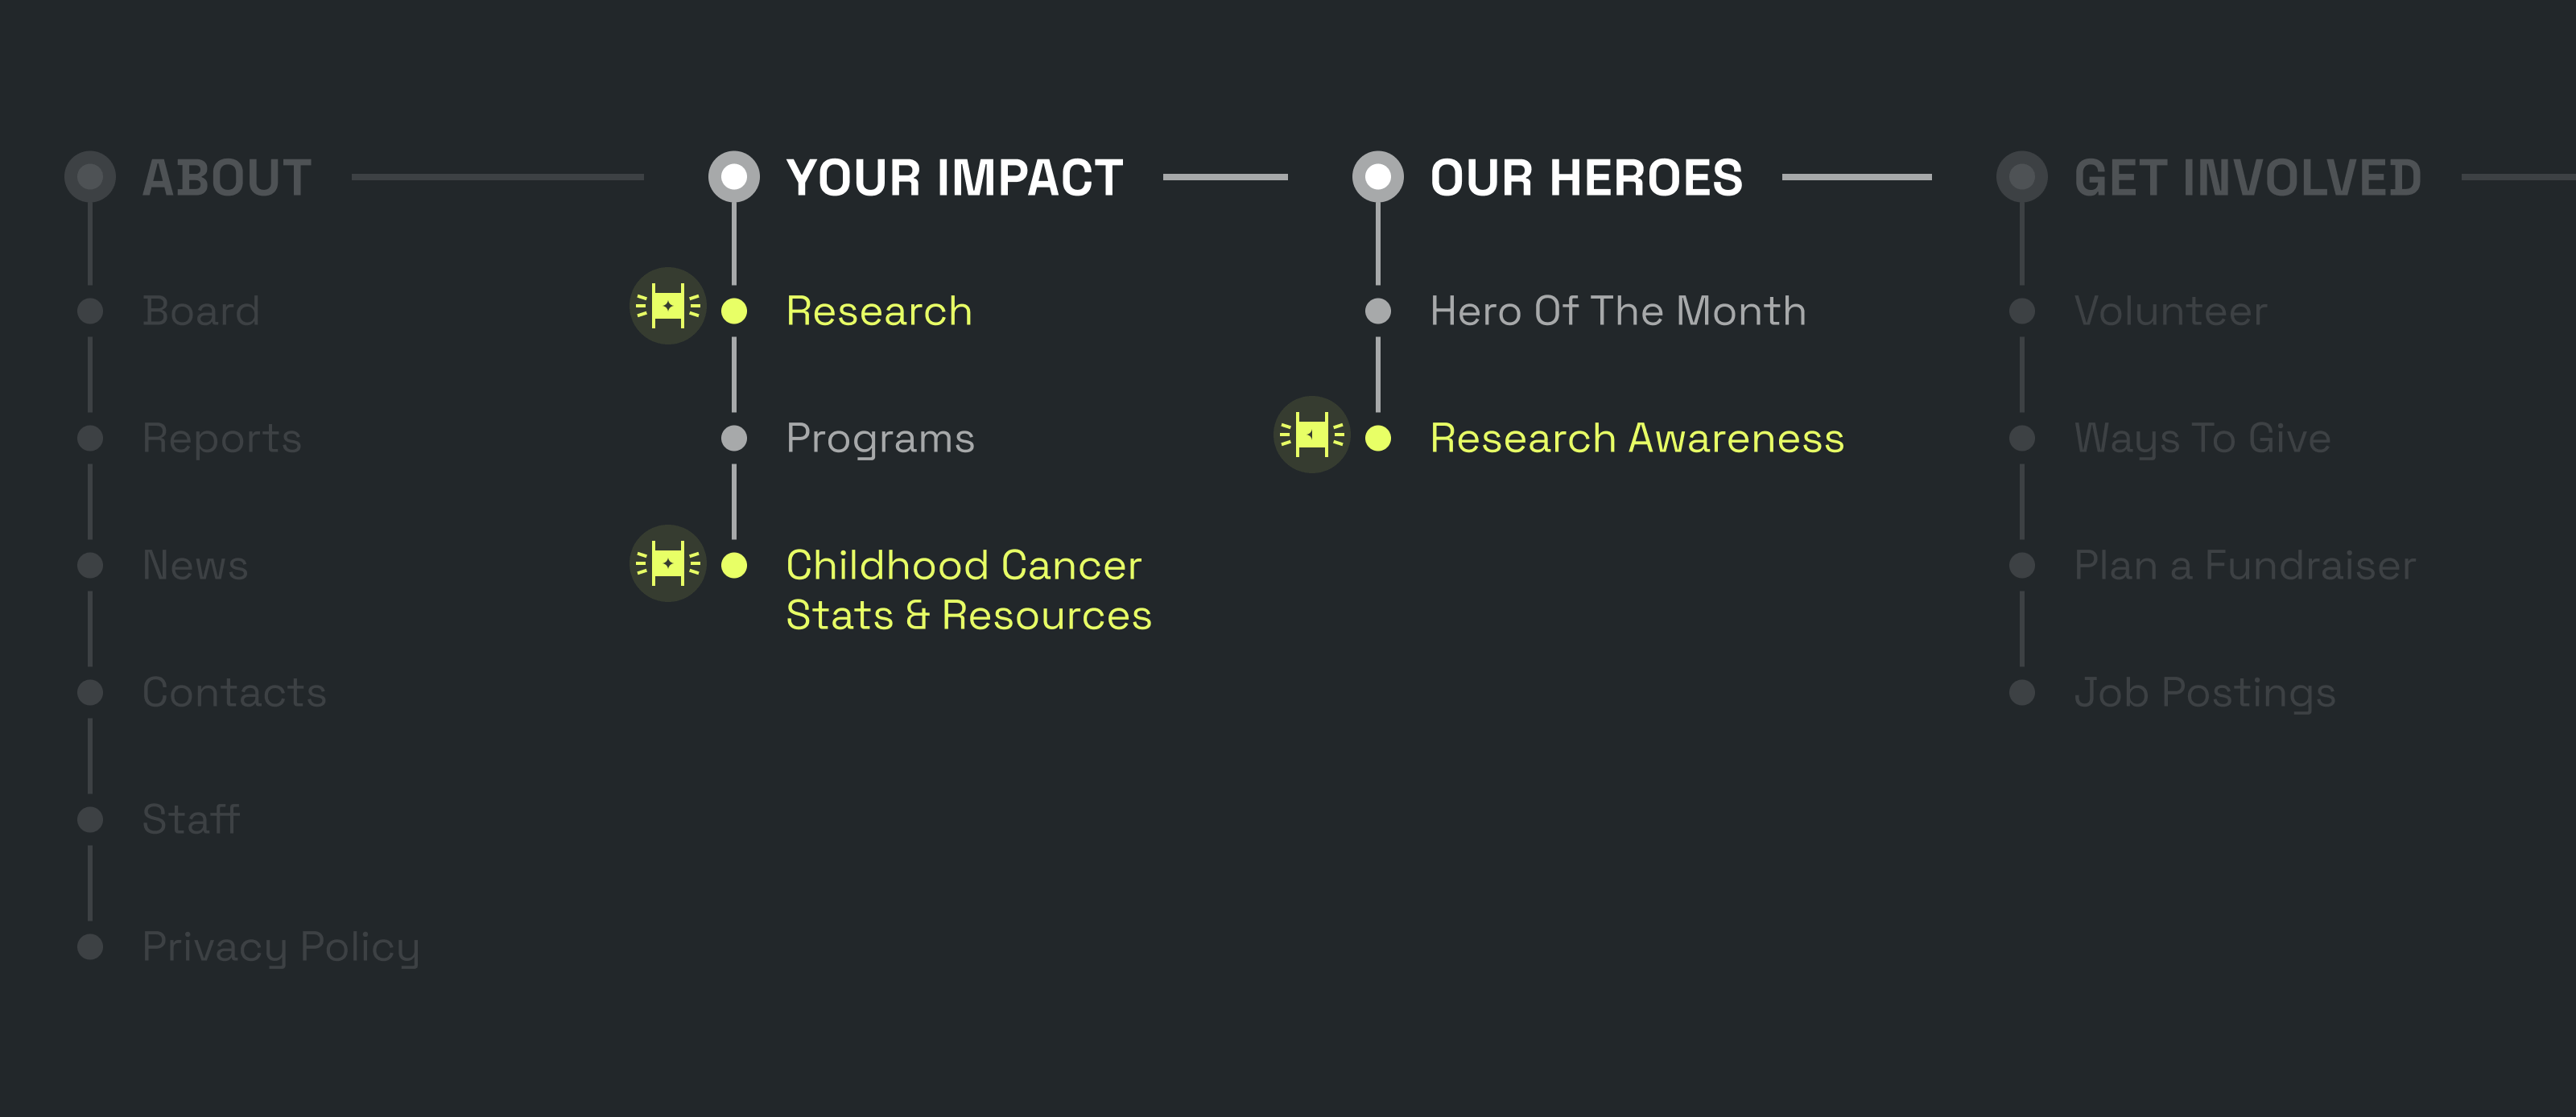 ABOUT
Board
Reports
News
Contacts
Staff
Privacy Policy
YOUR IMPACT
Research
Programs
Childhood Cancer
Stats & Resources
OUR HEROES
Hero Of The Month
Research Awareness
GET INVOLVED
Volunteer
Ways To Give
Plan a Fundraiser
Job Postings